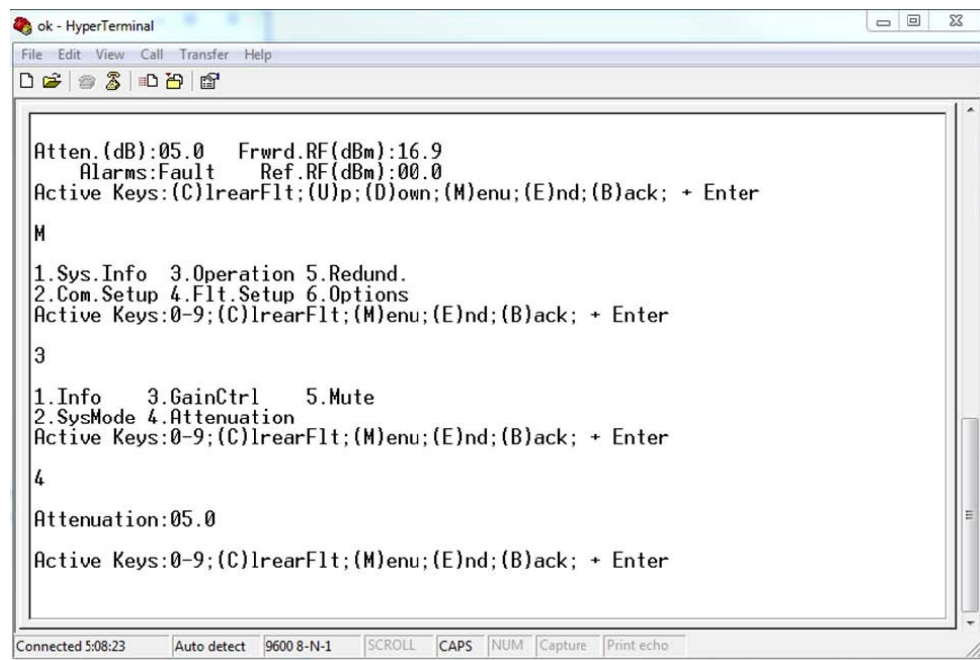 ok - HyperTerminal
File Edit View Call Transfer Help
Atten.(dB):05.0 Frwrd.RF(dBm):16.9
Alarms:Fault Ref.RF(dBm):00.0
Active Keys:(C)lrearFlt;(U)p;(D)own;(M)enu;(E)nd;(B)ack; + Enter
M
1.Sys.Info 3.Operation 5.Redund.
2.Com.Setup 4.Flt.Setup 6.Options
Active Keys:0-9;(C)lrearFlt;(M)enu;(E)nd;(B)ack; + Enter
3
1.Info 3.GainCtrl 5.Mute
2.SysMode 4.Attenuation
Active Keys:0-9;(C)lrearFlt;(M)enu;(E)nd;(B)ack; + Enter
4
Attenuation:05.0
Active Keys:0-9;(C)lrearFlt;(M)enu;(E)nd;(B)ack; + Enter
Connected 5:08:23 Auto detect 9600 8-N-1 SCROLL CAPS NUM Capture Print echo